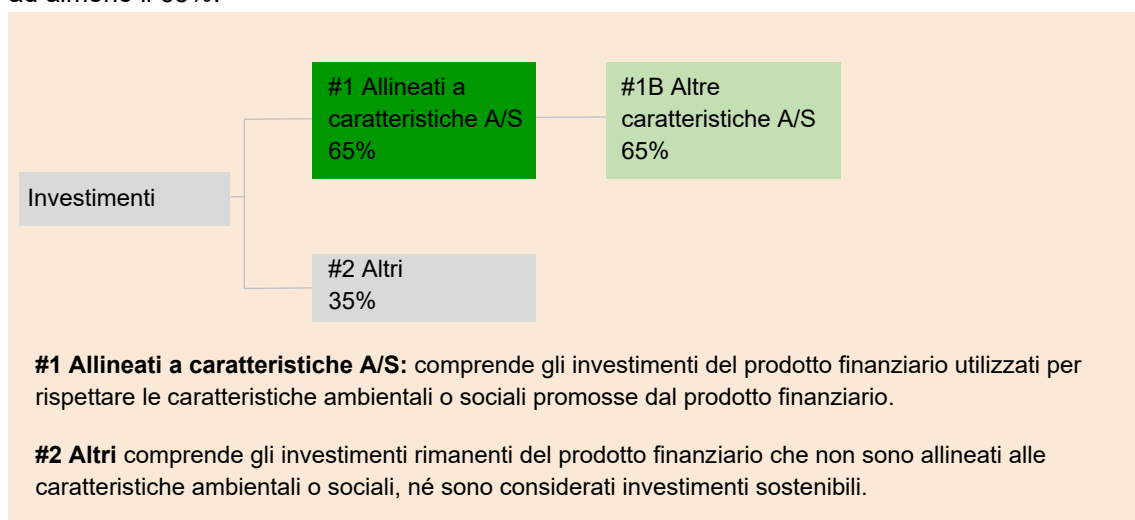 #1 Allineati a
caratteristiche A/S
65%
#1B Altre
caratteristiche A/S
65%
Investimenti
#2 Altri
35%
#1 Allineati a caratteristiche A/S: comprende gli investimenti del prodotto finanziario utilizzati per
rispettare le caratteristiche ambientali o sociali promosse dal prodotto finanziario.
#2 Altri comprende gli investimenti rimanenti del prodotto finanziario che non sono allineati alle
caratteristiche ambientali o sociali, né sono considerati investimenti sostenibili.